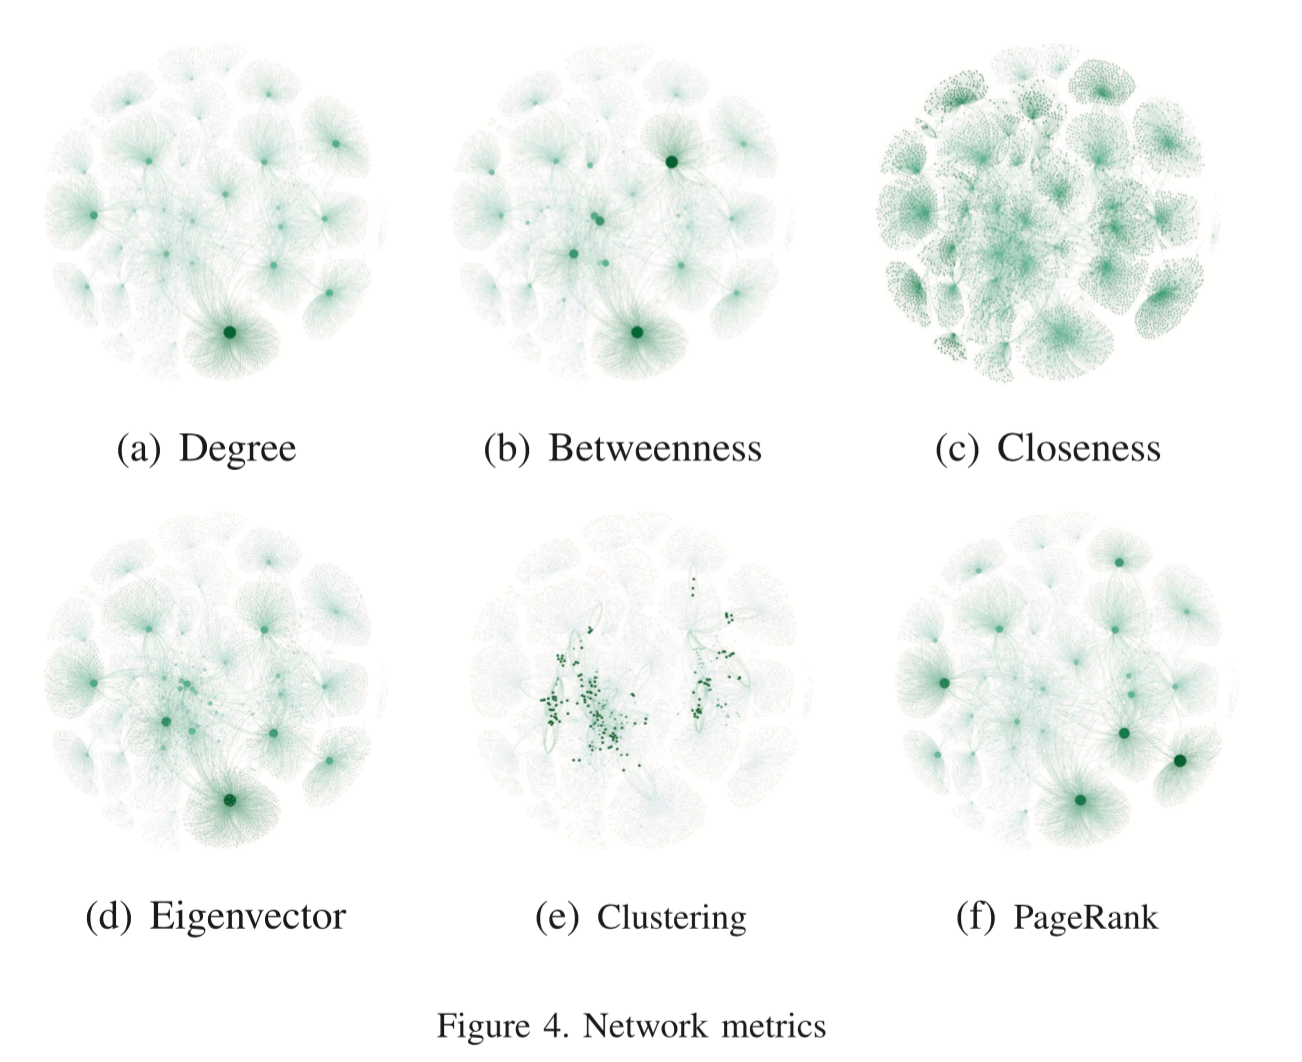 (a) Degree
(b) Betweenness
(c) Closeness
(d) Eigenvector
(e) Clustering
(f) PageRank
Figure 4. Network metrics